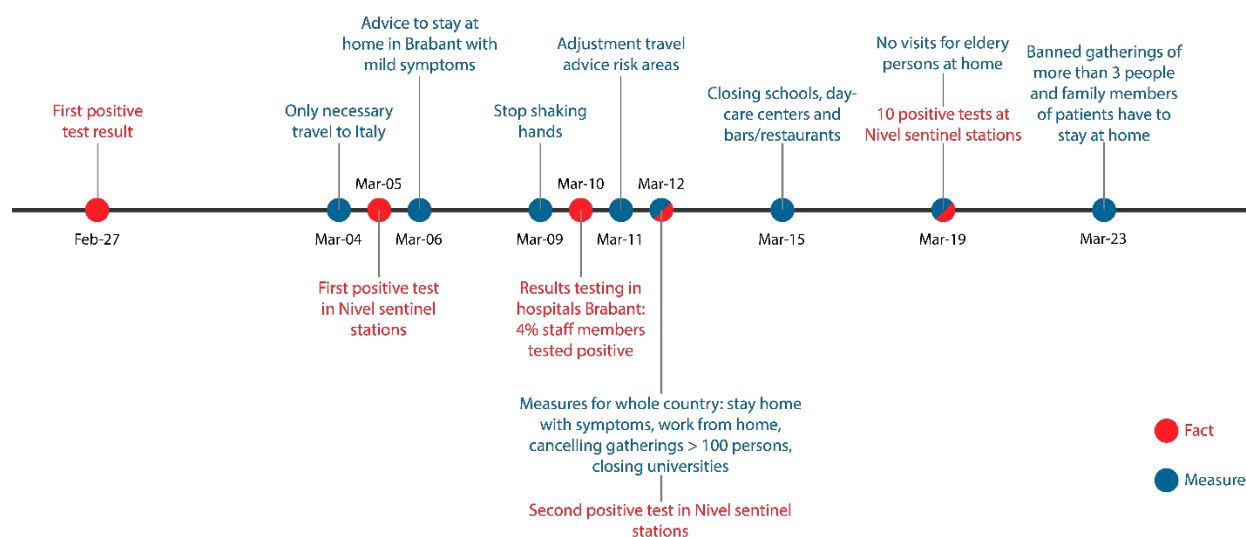 First positive
test result
Only necessary
travel to Italy
Advice to stay at
home in Brabant with
mild symptoms
Stop shaking
hands
Adjustment travel
advice risk areas
Closing schools, day-
care centers and
bars/restaurants
No visits for eldery
persons at home
10 positive tests at
Nivel sentinel stations
Banned gatherings of
more than 3 people
and family members
of patients have to
stay at home
Mar-05
Mar-10
Mar-12
Feb-27
Mar-04
Mar-06
Mar-09
Mar-11
Mar-15
Mar-19
Mar-23
First positive test
in Nivel sentinel
stations
Results testing in
hospitals Brabant:
4% staff members
tested positive
Measures for whole country: stay home
with symptoms, work from home,
cancelling gatherings > 100 persons,
closing universities
Second positive test in Nivel sentinel
stations
Fact
Measure